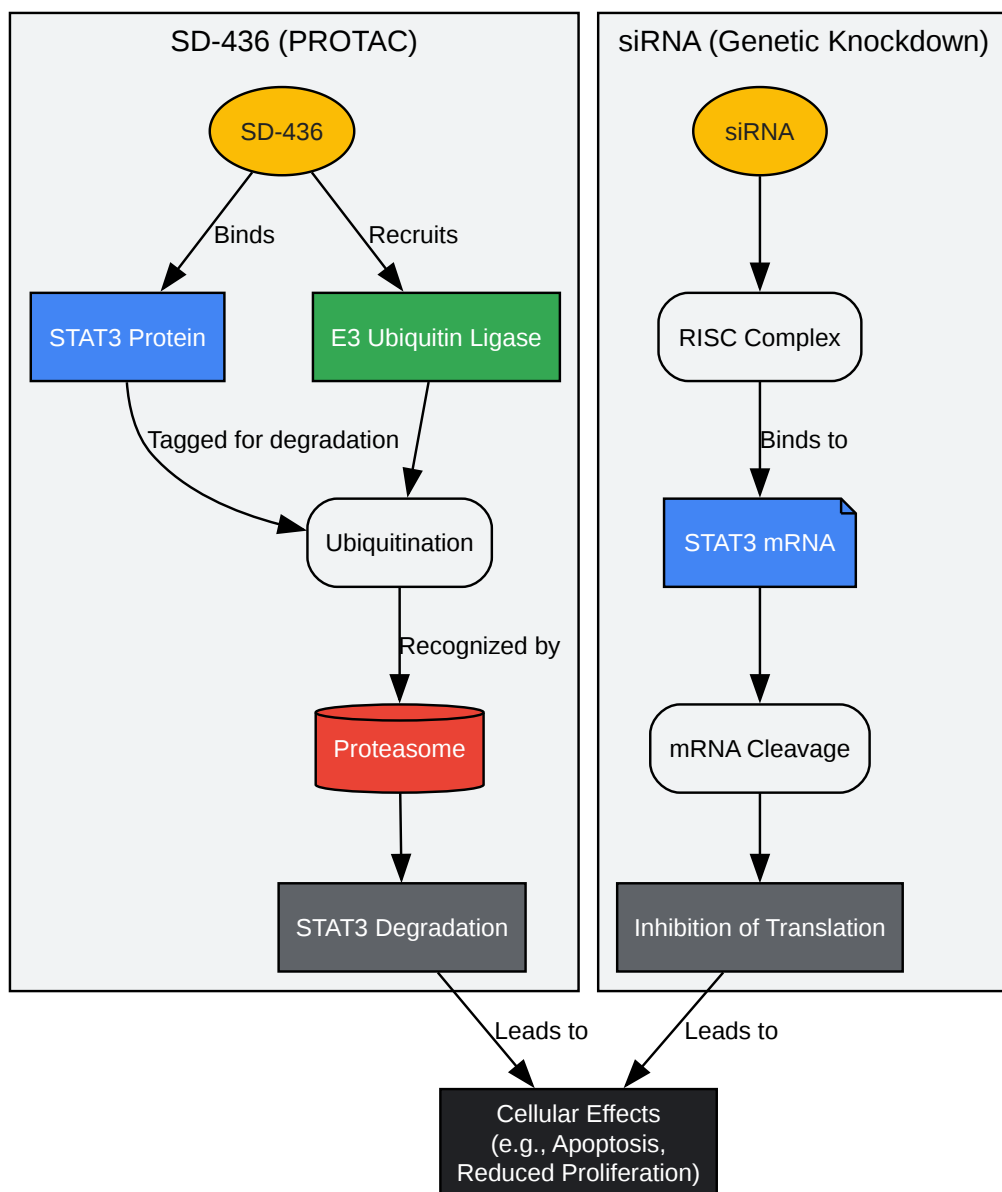 SD-436 (PROTAC)
SD-436
Binds
Recruits
STAT3 Protein
E3 Ubiquitin Ligase
Tagged for degradation
Ubiquitination
Recognized by
Proteasome
STAT3 Degradation
siRNA (Genetic Knockdown)
siRNA
RISC Complex
Binds to
STAT3 mRNA
mRNA Cleavage
Inhibition of Translation
Leads to
Leads to
Cellular Effects
(e.g., Apoptosis,
Reduced Proliferation)